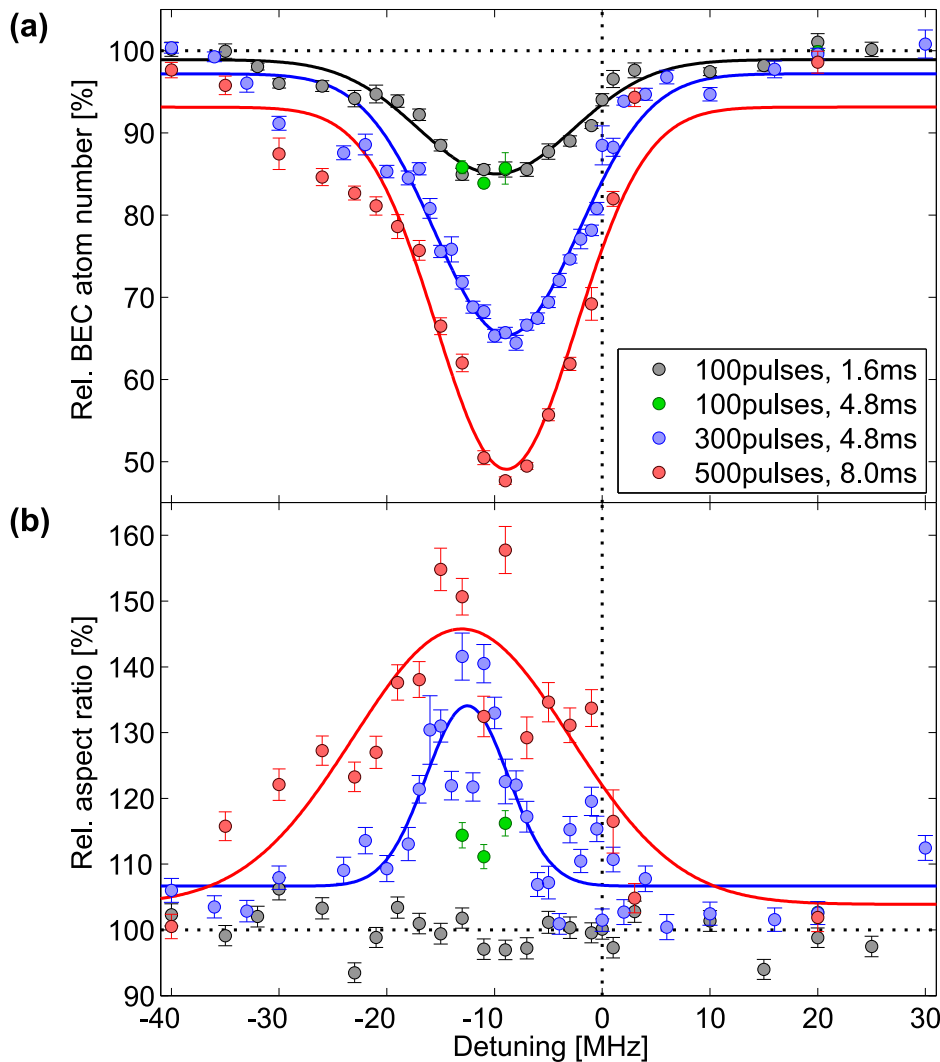 (a)
Rel. BEC atom number [%]
100
90
80
70
60
50
100pulses, 1.6ms
100pulses, 4.8ms
300pulses, 4.8ms
500pulses, 8.0ms
(b)
Rel. aspect ratio [%]
160
150
140
130
120
110
100
90
-40 -30 -20 -10 0 10 20 30
Detuning [MHz]